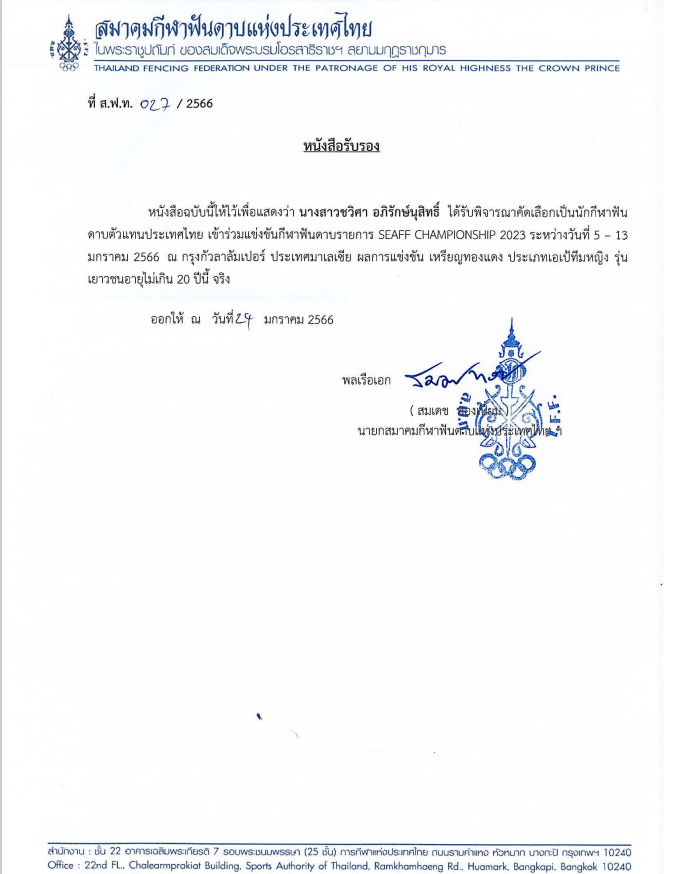 สมาคมกีฬาฟันดาบแห่งประเทศไทย
ในพระราชูปถัมภ์ ของสมเด็จพระบรมโอรสาธิราชฯ สยามมกุฎราชกุมาร
THAILAND FENCING FEDERATION UNDER THE PATRONAGE OF HIS ROYAL HIGHNESS THE CROWN PRINCE
ที่ ส.ฟ.ท. 027 / 2566
หนังสือรับรอง
หนังสือฉบับนี้ให้ไว้เพื่อแสดงว่า นางสาวชวิศา อภิรักษ์นุสิทธิ์ ได้รับพิจารณาคัดเลือกเป็นนักกีฬาฟัน
ดาบตัวแทนประเทศไทย เข้าร่วมแข่งขันกีฬาฟันดาบรายการ SEAFF CHAMPIONSHIP 2023 ระหว่างวันที่ 5 – 13
มกราคม 2566 ณ กรุงกัวลาลัมเปอร์ ประเทศมาเลเซีย ผลการแข่งขัน เหรียญทองแดง ประเภทเอเป้ทีมหญิง รุ่น
เยาวชนอายุไม่เกิน 20 ปีนี้ จริง
ออกให้ ณ วันที่ 24 มกราคม 2566
พลเรือเอก
( สมเดช ทองเปี่ยม )
นายกสมาคมกีฬาฟันดาบแห่งประเทศไทย ฯ
สำนักงาน : ชั้น 22 อาคารเฉลิมพระเกียรติ 7 รอบพระชนมพรรษา (25 ชั้น) การกีฬาแห่งประเทศไทย ถนนรามคำแหง หัวหมาก บางกะปิ กรุงเทพฯ 10240
Office : 22nd FL., Chalearmprakiat Building, Sports Authority of Thailand, Ramkhamhaeng Rd., Huamark, Bangkapi, Bangkok 10240